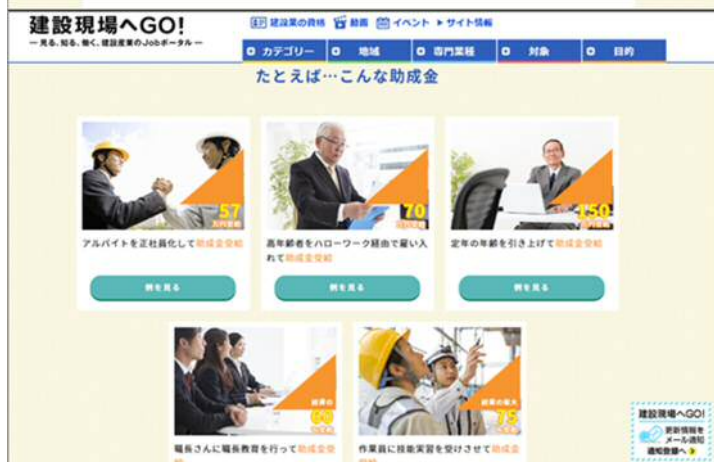 建設現場へGO!
― 見る、知る、働く、建設産業のJobポータル ―
建設業の資格 動画 イベント ▶サイト情報
カテゴリー 地域 専門業種 対象 目的
たとえば…こんな助成金
57
万円受給
アルバイトを正社員化して助成金受給
例を見る
70
万円受給
高年齢者をハローワーク経由で雇い入
れて助成金受給
例を見る
150
万円受給
定年の年齢を引き上げて助成金受給
例を見る
経費の
60
職長さんに職長教育を行って助成金受
経費の最大
75
作業員に技能実習を受けさせて助成金
建設現場へGO!
更新情報を
メール通知
通知登録へ